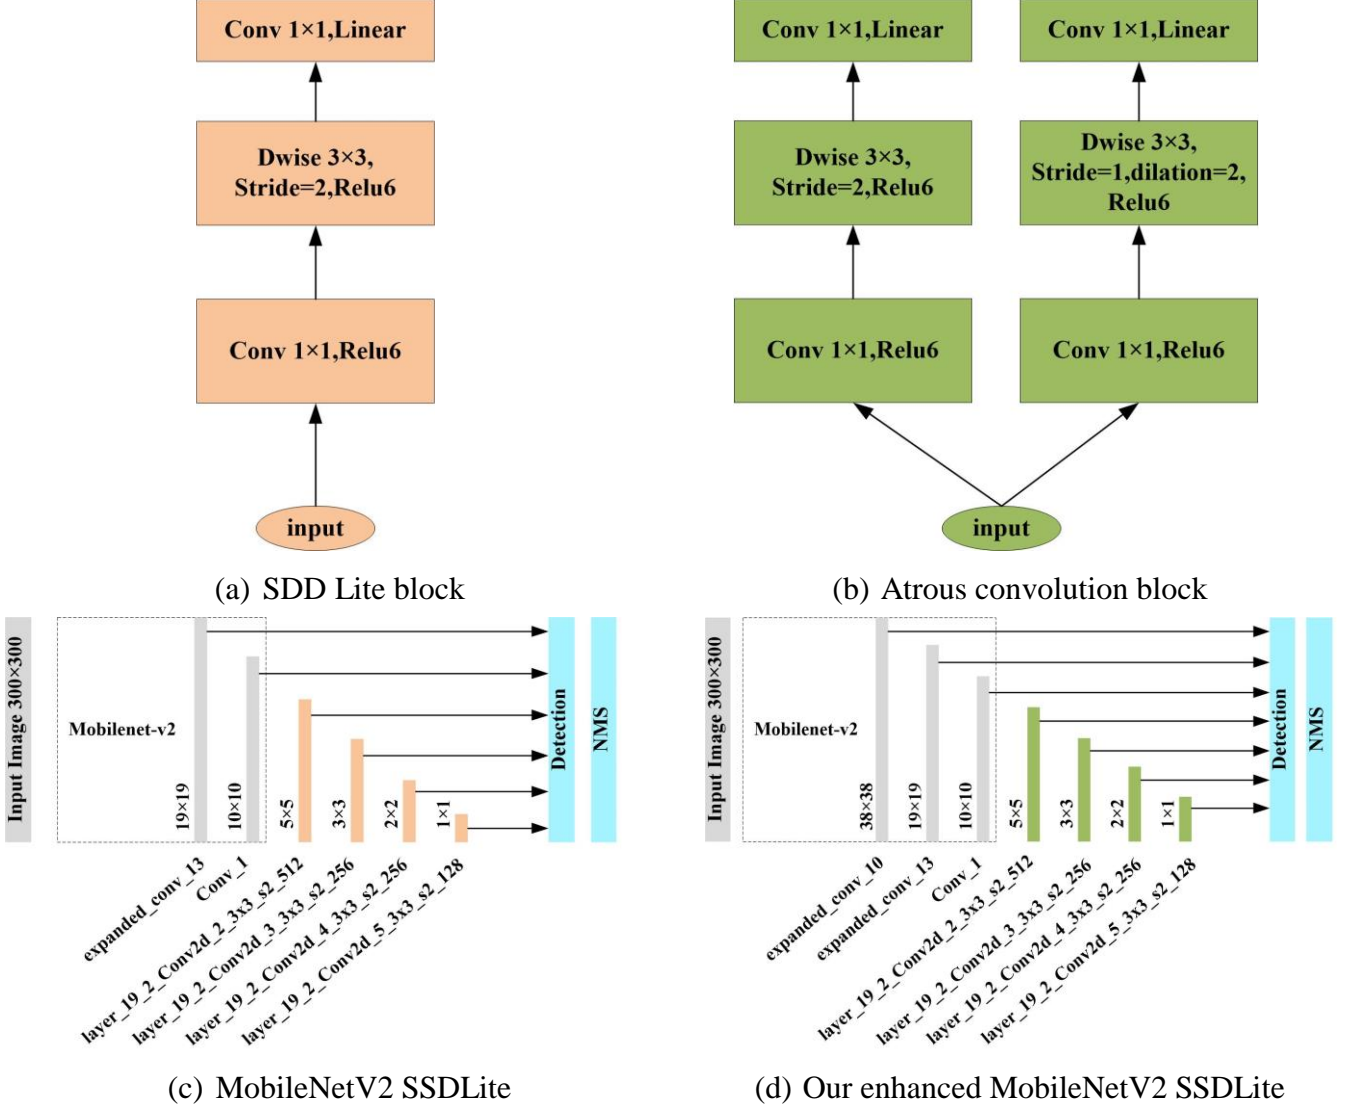 Conv 1×1,Linear
Dwise 3×3,
Stride=2,Relu6
Conv 1×1,Relu6
input
(a) SDD Lite block
Conv 1×1,Linear
Conv 1×1,Linear
Dwise 3×3,
Stride=2,Relu6
Dwise 3×3,
Stride=1,dilation=2,
Relu6
Conv 1×1,Relu6
Conv 1×1,Relu6
input
(b) Atrous convolution block
Input Image 300×300
Mobilenet-v2
19×19
10×10
5×5
3×3
2×2
1×1
Detection
NMS
expanded_conv_13
Conv_1
layer_19_2_Conv2d_2_3x3_s2_512
layer_19_2_Conv2d_3_3x3_s2_256
layer_19_2_Conv2d_4_3x3_s2_256
layer_19_2_Conv2d_5_3x3_s2_128
(c) MobileNetV2 SSDLite
Input Image 300×300
Mobilenet-v2
38×38
19×19
10×10
5×5
3×3
2×2
1×1
Detection
NMS
expanded_conv_10
expanded_conv_13
Conv_1
layer_19_2_Conv2d_2_3x3_s2_512
layer_19_2_Conv2d_3_3x3_s2_256
layer_19_2_Conv2d_4_3x3_s2_256
layer_19_2_Conv2d_5_3x3_s2_128
(d) Our enhanced MobileNetV2 SSDLite